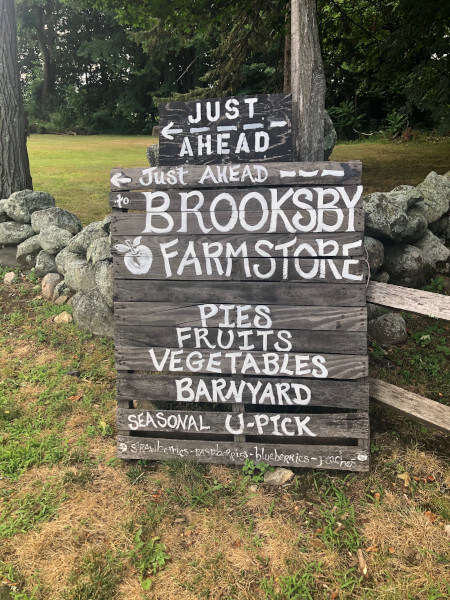 JUST
AHEAD
Just AHEAD
to BROOKSBY
FARMSTORE
PIES
FRUITS
VEGETABLES
BARNYARD
SEASONAL U-PICK
strawberries-raspberries-blueberries-peaches